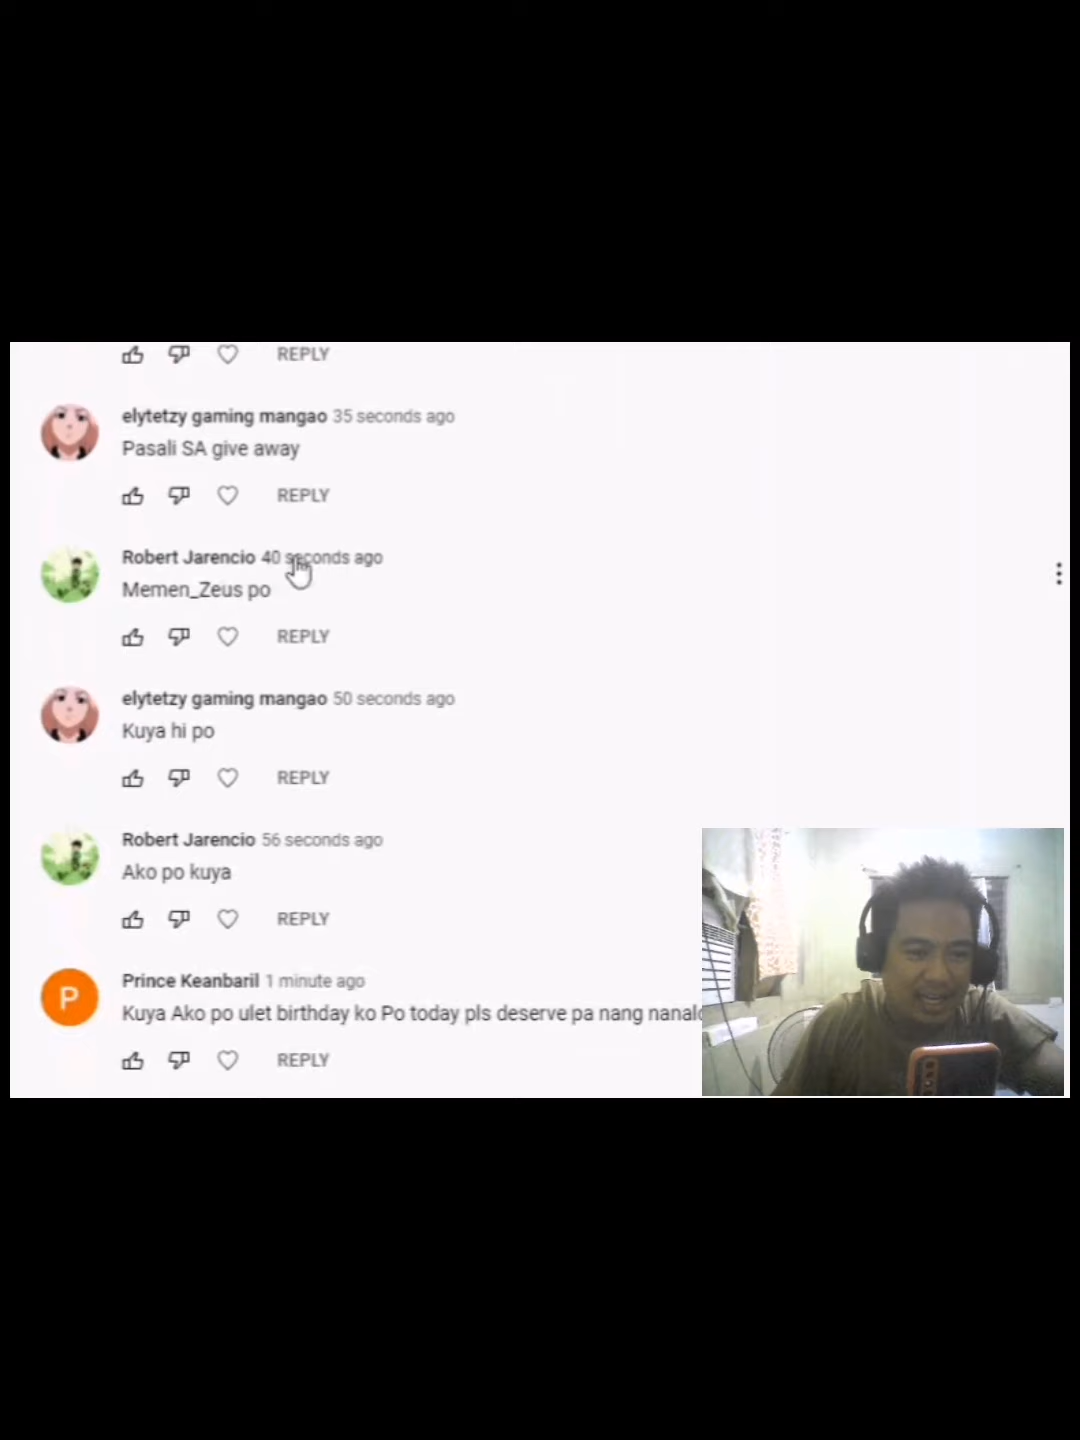 REPLY
elytetzy gaming mangao 35 seconds ago
Pasali SA give away
REPLY
Robert Jarencio 40 seconds ago
Memen_Zeus po
REPLY
elytetzy gaming mangao 50 seconds ago
Kuya hi po
REPLY
Robert Jarencio 56 seconds ago
Ako po kuya
REPLY
P
Prince Keanbaril 1 minute ago
Kuya Ako po ulet birthday ko Po today pls deserve pa nang
REPLY